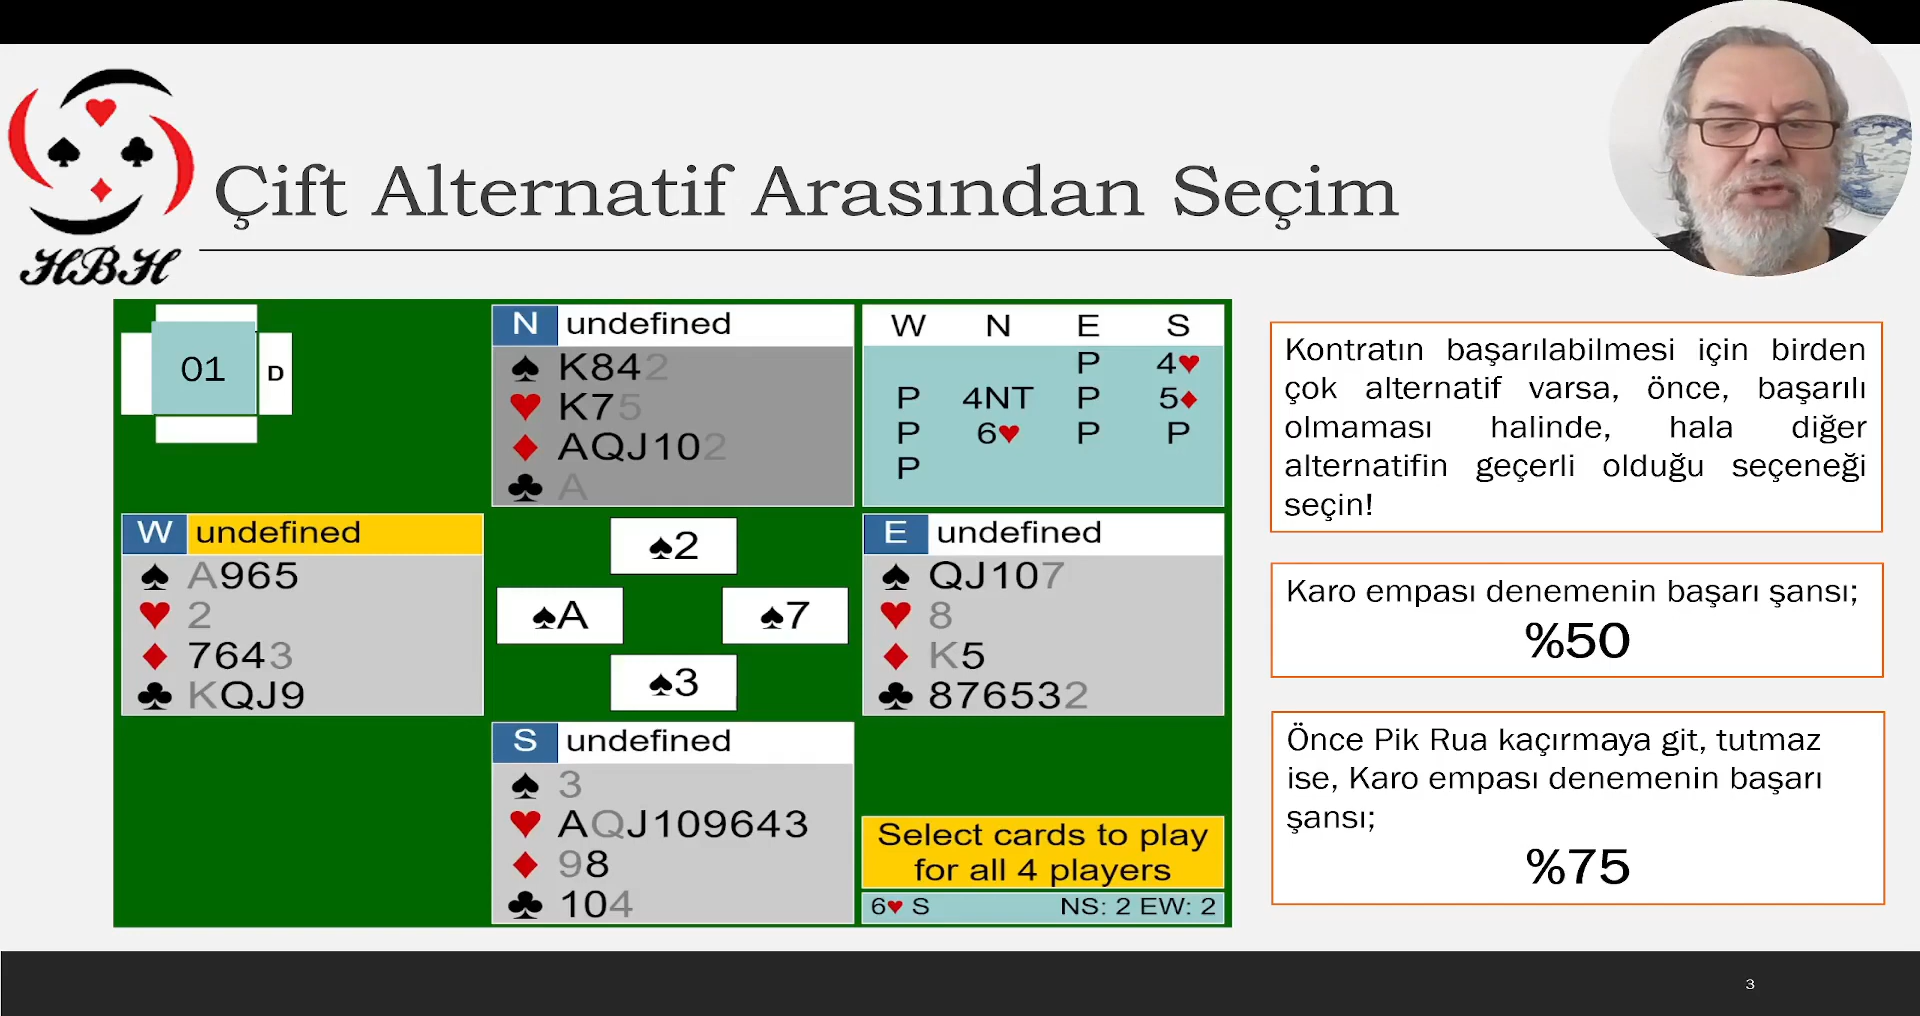 HBH
Çift Alternatif Arasından Seçim
01
D
N undefined
♠ K842
♥ K75
♦ AQJ102
♣ A
W N E S
P 4♥
P 4NT P 5♦
P 6♥ P P
P
W undefined
♠ A965
♥ 2
♦ 7643
♣ KQJ9
♠2
♠A
♠7
♠3
E undefined
♠ QJ107
♥ 8
♦ K5
♣ 876532
S undefined
♠ 3
♥ AQJ109643
♦ 98
♣ 104
Select cards to play
for all 4 players
6♥ S NS: 2 EW: 2
Kontratın başarılabilmesi için birden
çok alternatif varsa, önce, başarılı
olmaması halinde, hala diğer
alternatifin geçerli olduğu seçeneği
seçin!
Karo empası denemenin başarı şansı;
%50
Önce Pik Rua kaçırmaya git, tutmaz
ise, Karo empası denemenin başarı
şansı;
%75
3